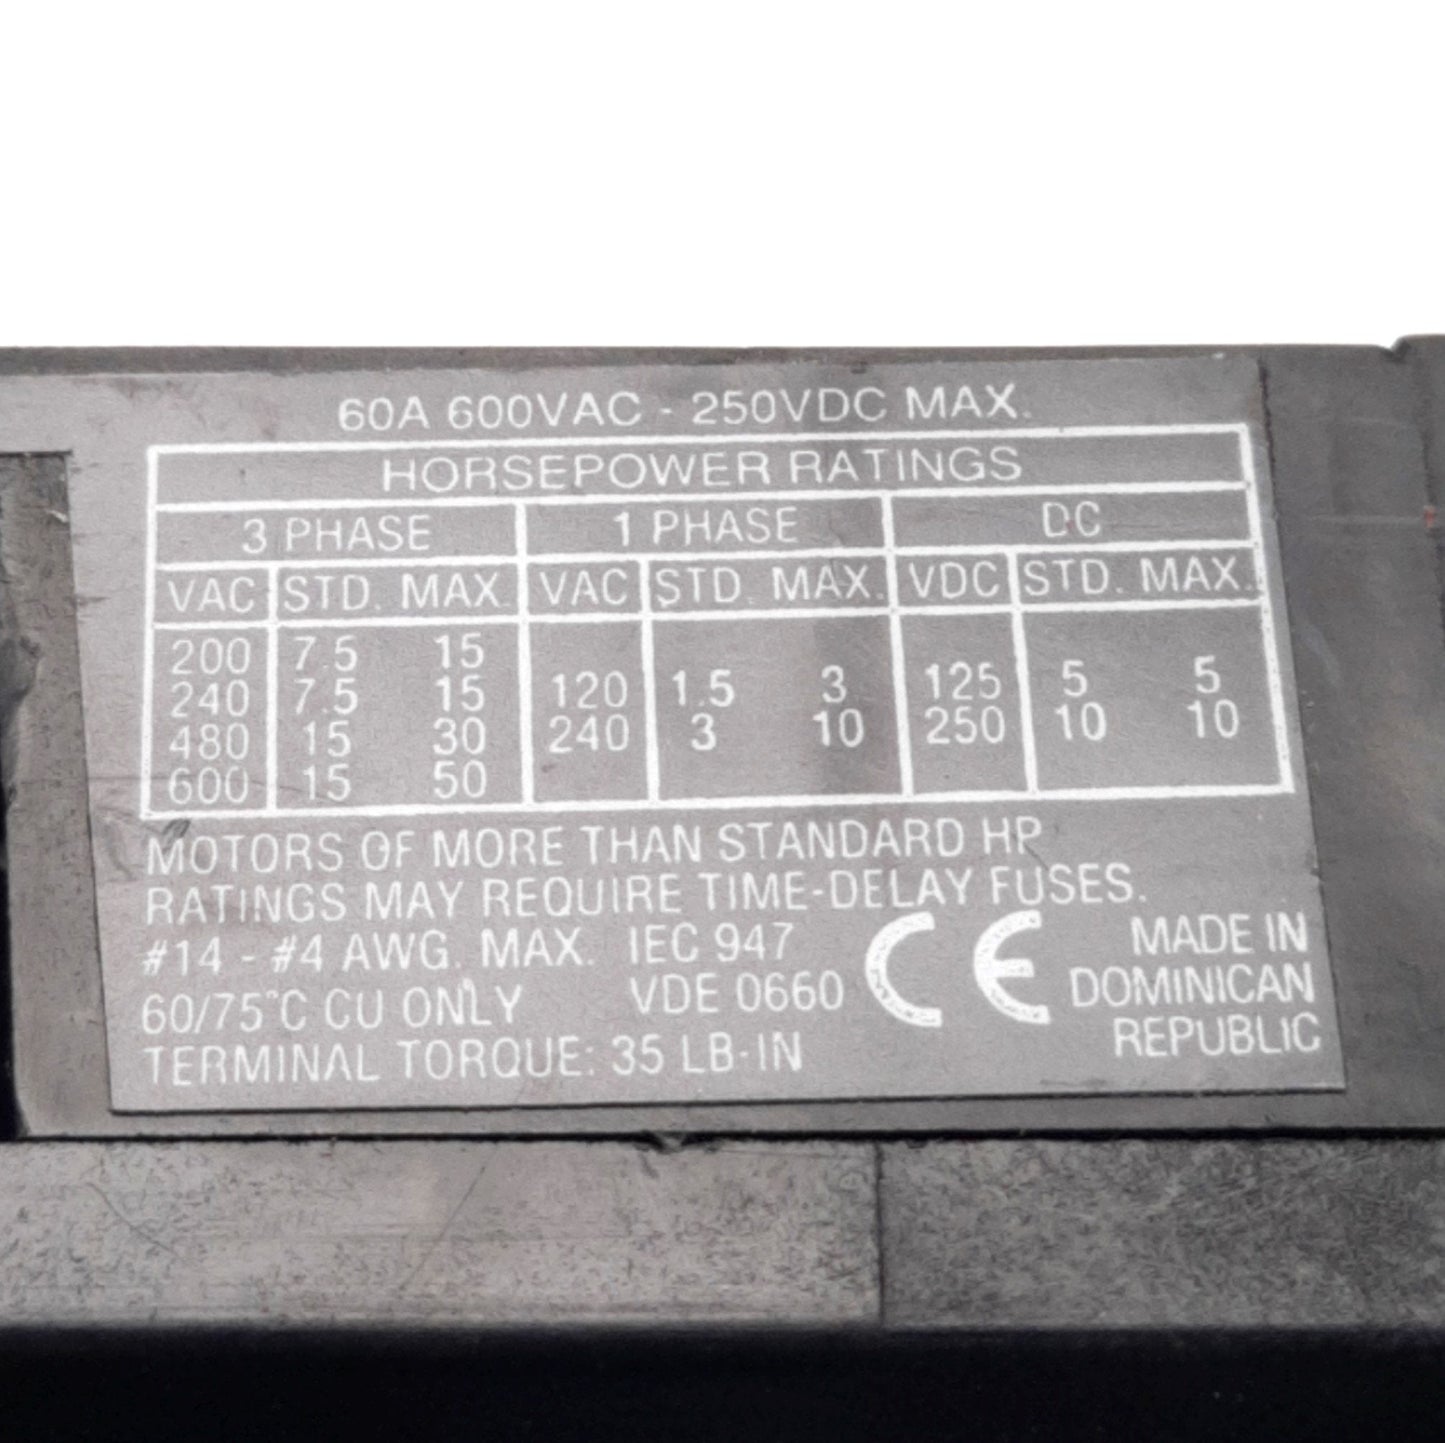 60A 600VAC - 250VDC MAX.
HORSEPOWER RATINGS
3 PHASE 1 PHASE DC
VAC STD. MAX. VAC STD. MAX. VDC STD. MAX.
200 7.5 15
240 7.5 15 120 1.5 3 125 5 5
480 15 30 240 3 10 250 10 10
600 15 50
MOTORS OF MORE THAN STANDARD HP
RATINGS MAY REQUIRE TIME-DELAY FUSES.
#14 - #4 AWG. MAX. IEC 947 CE MADE IN
60/75°C CU ONLY VDE 0660 DOMINICAN
TERMINAL TORQUE: 35 LB-IN REPUBLIC